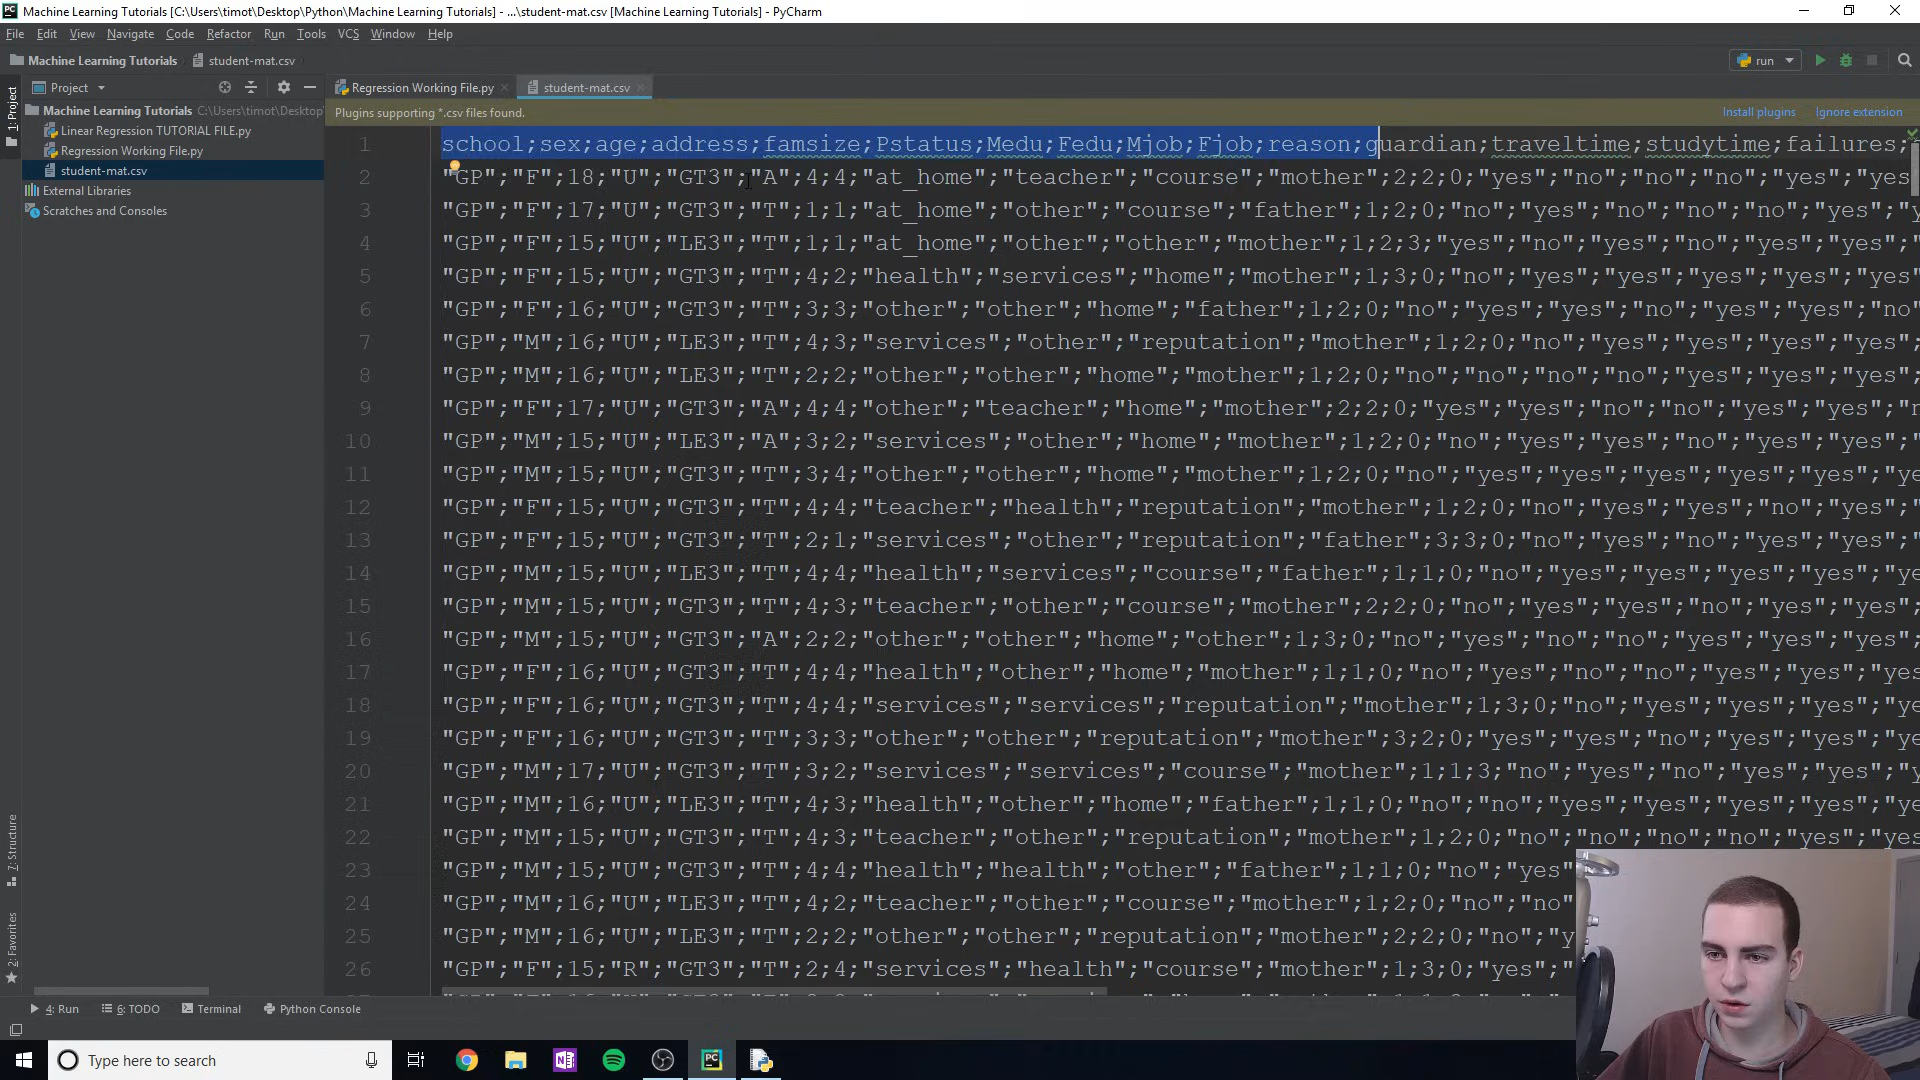 Machine Learning Tutorials [C:\Users\timot\Desktop\Python\Machine Learning Tutorials] - ...\student-mat.csv [Machine Learning Tutorials] - PyCharm
File Edit View Navigate Code Refactor Run Tools VCS Window Help
Machine Learning Tutorials student-mat.csv run
Project Regression Working File.py student-mat.csv
Plugins supporting *.csv files found. Install plugins Ignore extension
1: Project
Machine Learning Tutorials C:\Users\timot\Desktop
Linear Regression TUTORIAL FILE.py
Regression Working File.py
student-mat.csv
External Libraries
Scratches and Consoles
1 school;sex;age;address;famsize;Pstatus;Medu;Fedu;Mjob;Fjob;reason;guardian;traveltime;studytime;failures;
2 "GP";"F";18;"U";"GT3";"A";4;4;"at_home";"teacher";"course";"mother";2;2;0;"yes";"no";"no";"no";"yes";"yes
3 "GP";"F";17;"U";"GT3";"T";1;1;"at_home";"other";"course";"father";1;2;0;"no";"yes";"no";"no";"no";"yes";"y
4 "GP";"F";15;"U";"LE3";"T";1;1;"at_home";"other";"other";"mother";1;2;3;"yes";"no";"yes";"no";"yes";"yes";"
5 "GP";"F";15;"U";"GT3";"T";4;2;"health";"services";"home";"mother";1;3;0;"no";"yes";"yes";"yes";"yes";"yes"
6 "GP";"F";16;"U";"GT3";"T";3;3;"other";"other";"home";"father";1;2;0;"no";"yes";"yes";"no";"yes";"yes";"
7 "GP";"M";16;"U";"LE3";"T";4;3;"services";"other";"reputation";"mother";1;2;0;"no";"yes";"yes";"yes";"yes";
8 "GP";"M";16;"U";"LE3";"T";2;2;"other";"other";"home";"mother";1;2;0;"no";"no";"no";"no";"yes";"yes";"
9 "GP";"F";17;"U";"GT3";"A";4;4;"other";"teacher";"home";"mother";2;2;0;"yes";"yes";"no";"no";"yes";"yes";"
10 "GP";"M";15;"U";"LE3";"A";3;2;"services";"other";"home";"mother";1;2;0;"no";"yes";"yes";"no";"yes";"yes";
11 "GP";"M";15;"U";"GT3";"T";3;4;"other";"other";"home";"mother";1;2;0;"no";"yes";"yes";"yes";"yes";"yes";"
12 "GP";"F";15;"U";"GT3";"T";4;4;"teacher";"health";"reputation";"mother";1;2;0;"no";"yes";"yes";"no";"yes";"
13 "GP";"F";15;"U";"GT3";"T";2;1;"services";"other";"reputation";"father";3;3;0;"no";"yes";"no";"yes";"yes";"
14 "GP";"M";15;"U";"LE3";"T";4;4;"health";"services";"course";"father";1;1;0;"no";"yes";"yes";"yes";"yes";"ye
15 "GP";"M";15;"U";"GT3";"T";4;3;"teacher";"other";"course";"mother";2;2;0;"no";"yes";"yes";"no";"yes";"yes";
16 "GP";"M";15;"U";"GT3";"A";2;2;"other";"other";"home";"other";1;3;0;"no";"yes";"no";"no";"yes";"yes";"
17 "GP";"F";16;"U";"GT3";"T";4;4;"health";"other";"home";"mother";1;1;0;"no";"yes";"no";"no";"yes";"yes";"
18 "GP";"F";16;"U";"GT3";"T";4;4;"services";"services";"reputation";"mother";1;3;0;"no";"yes";"yes";"yes";"ye
19 "GP";"F";16;"U";"GT3";"T";3;3;"other";"other";"reputation";"mother";3;2;0;"yes";"yes";"no";"yes";"yes";"ye
20 "GP";"M";17;"U";"GT3";"T";3;2;"services";"services";"course";"mother";1;1;3;"no";"yes";"no";"yes";"yes";"y
21 "GP";"M";16;"U";"LE3";"T";4;3;"health";"other";"home";"father";1;1;0;"no";"no";"yes";"yes";"yes";"yes";"y
22 "GP";"M";15;"U";"GT3";"T";4;3;"teacher";"other";"reputation";"mother";1;2;0;"no";"no";"no";"no";"yes";"yes
23 "GP";"M";15;"U";"GT3";"T";4;4;"health";"health";"other";"father";1;1;0;"no";"yes"
24 "GP";"M";16;"U";"LE3";"T";4;2;"teacher";"other";"course";"mother";1;2;0;"no";"no"
25 "GP";"M";16;"U";"LE3";"T";2;2;"other";"other";"reputation";"mother";2;2;0;"no";"y
26 "GP";"F";15;"R";"GT3";"T";2;4;"services";"health";"course";"mother";1;3;0;"yes";"
7: Structure
2: Favorites
4: Run 6: TODO Terminal Python Console
Type here to search